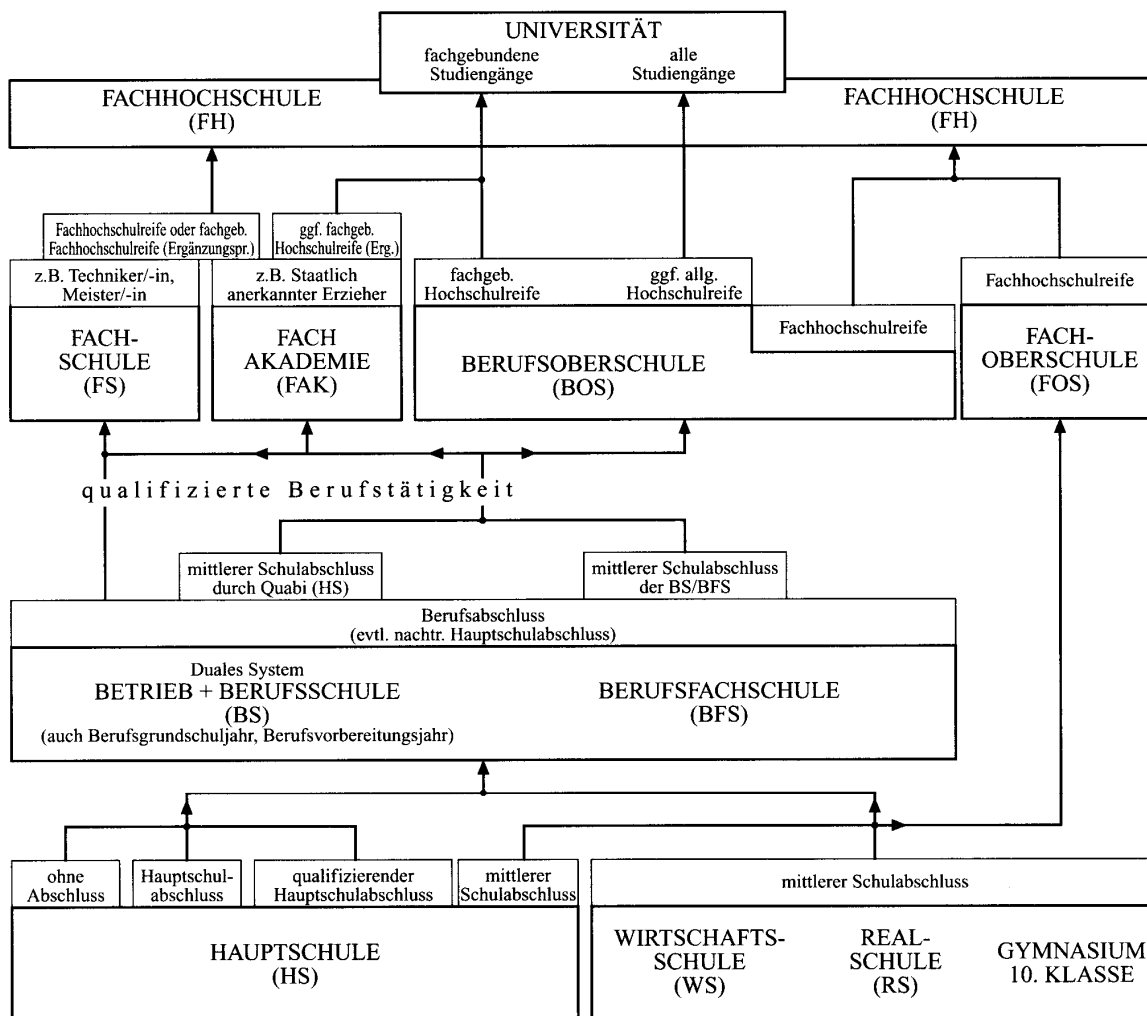 UNIVERSITÄT
fachgebundene
Studiengänge
alle
Studiengänge
FACHHOCHSCHULE
(FH)
FACHHOCHSCHULE
(FH)
Fachhochschulreife oder fachgeb.
Fachhochschulreife (Ergänzungspr.)
ggf. fachgeb.
Hochschulreife (Erg.)
z.B. Techniker/-in,
Meister/-in
z.B. Staatlich
anerkannter Erzieher
fachgeb.
Hochschulreife
ggf. allg.
Hochschulreife
Fachhochschulreife
Fachhochschulreife
FACH-
SCHULE
(FS)
FACH
AKADEMIE
(FAK)
BERUFSOBERSCHULE
(BOS)
FACH-
OBERSCHULE
(FOS)
qualifizierte Berufstätigkeit
mittlerer Schulabschluss
durch Quabi (HS)
mittlerer Schulabschluss
der BS/BFS
Berufsabschluss
(evtl. nachtr. Hauptschulabschluss)
Duales System
BETRIEB + BERUFSSCHULE
(BS)
(auch Berufsgrundschuljahr, Berufsvorbereitungsjahr)
BERUFSFACHSCHULE
(BFS)
ohne
Abschluss
Hauptschul-
abschluss
qualifizierender
Hauptschulabschluss
mittlerer
Schulabschluss
mittlerer Schulabschluss
HAUPTSCHULE
(HS)
WIRTSCHAFTS-
SCHULE
(WS)
REAL-
SCHULE
(RS)
GYMNASIUM
10. KLASSE